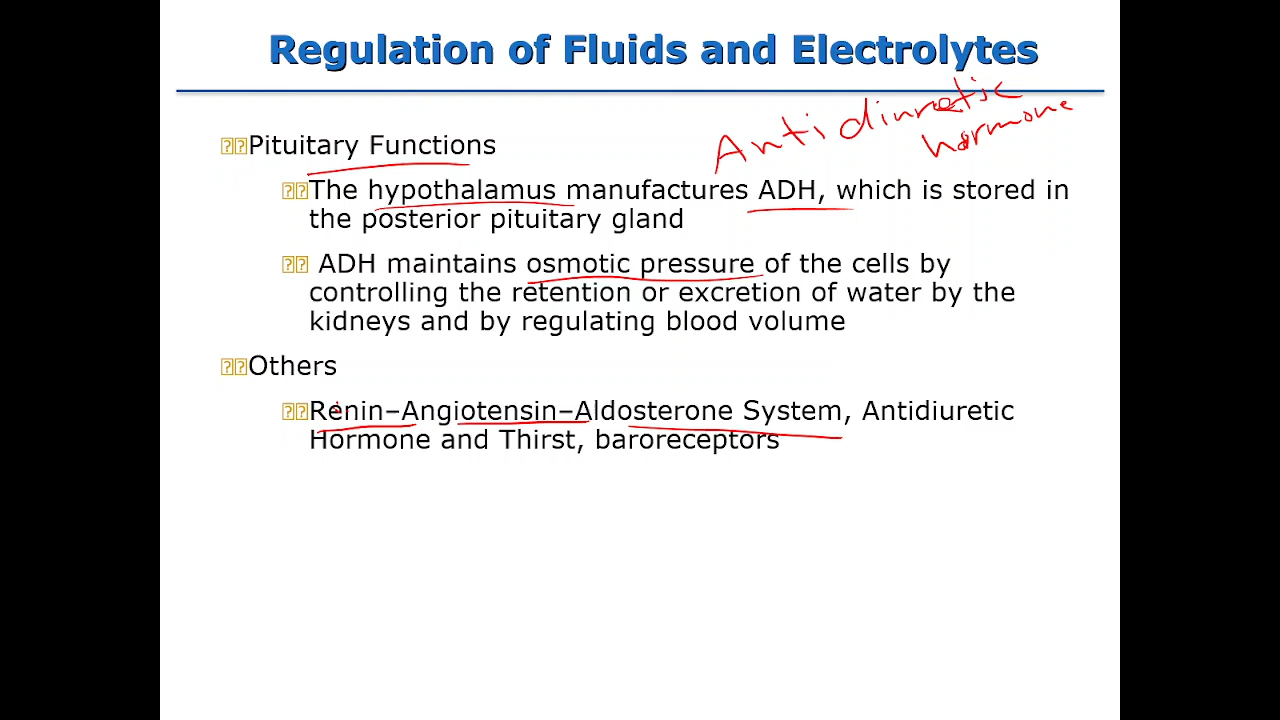 Regulation of Fluids and Electrolytes
Antidiuretic
hormone
Pituitary Functions
The hypothalamus manufactures ADH, which is stored in
the posterior pituitary gland
ADH maintains osmotic pressure of the cells by
controlling the retention or excretion of water by the
kidneys and by regulating blood volume
Others
Renin–Angiotensin–Aldosterone System, Antidiuretic
Hormone and Thirst, baroreceptors